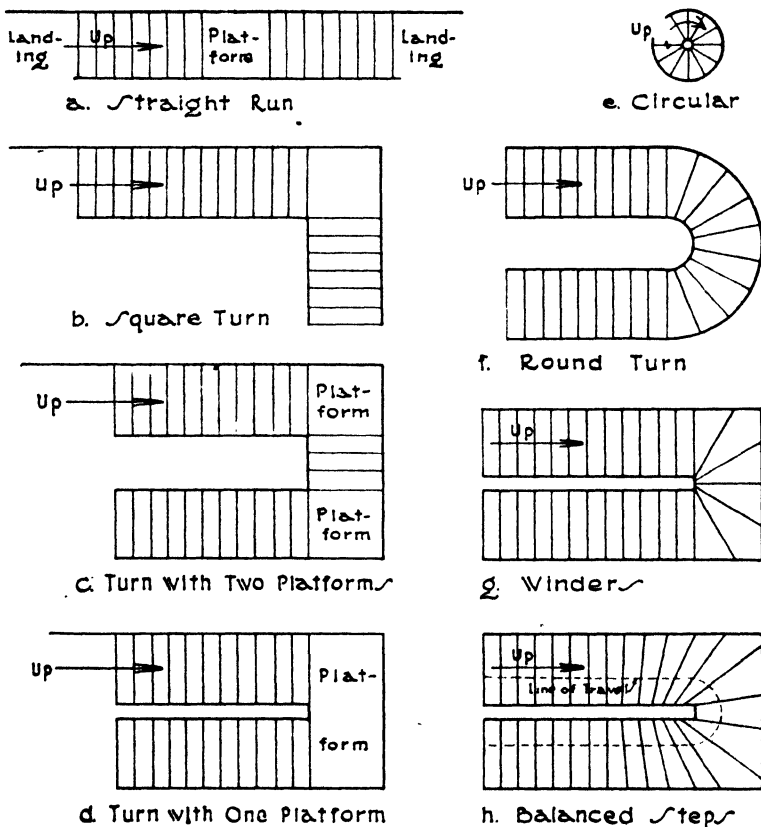 Land-
ing
Up
Plat-
form
Land-
ing
a. Straight Run
Up
e. Circular
Up
b. Square Turn
Up
f. Round Turn
Up
Plat-
form
Plat-
form
c. Turn with Two Platforms
Up
g. Winders
Up
Plat-
form
d. Turn with One Platform
Up
Line of Travel
h. Balanced Steps